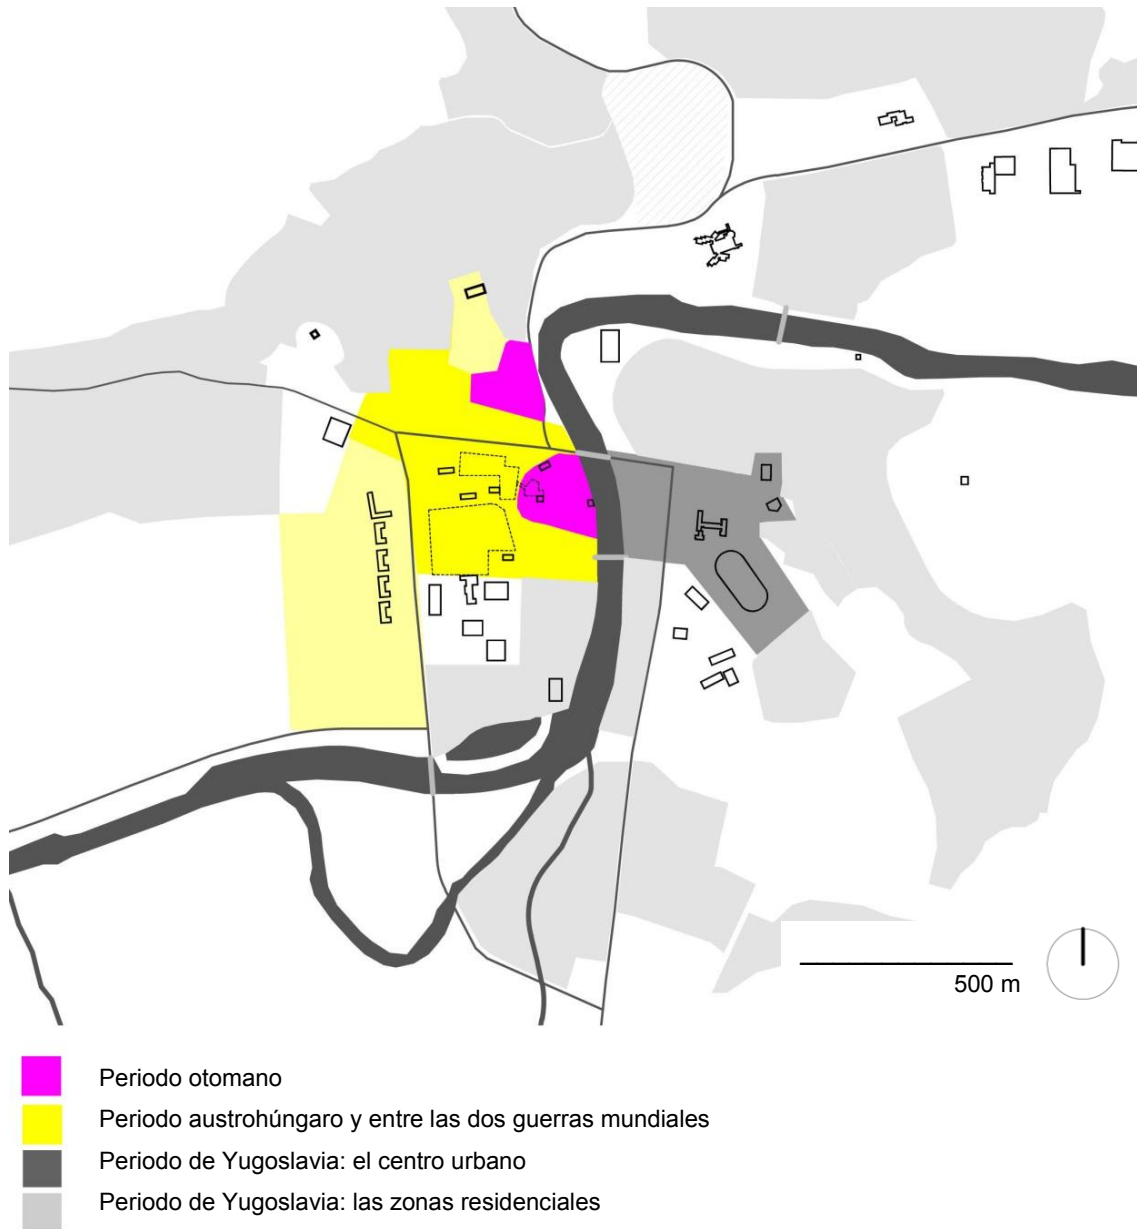 500 m
Periodo otomano
Periodo austrohúngaro y entre las dos guerras mundiales
Periodo de Yugoslavia: el centro urbano
Periodo de Yugoslavia: las zonas residenciales